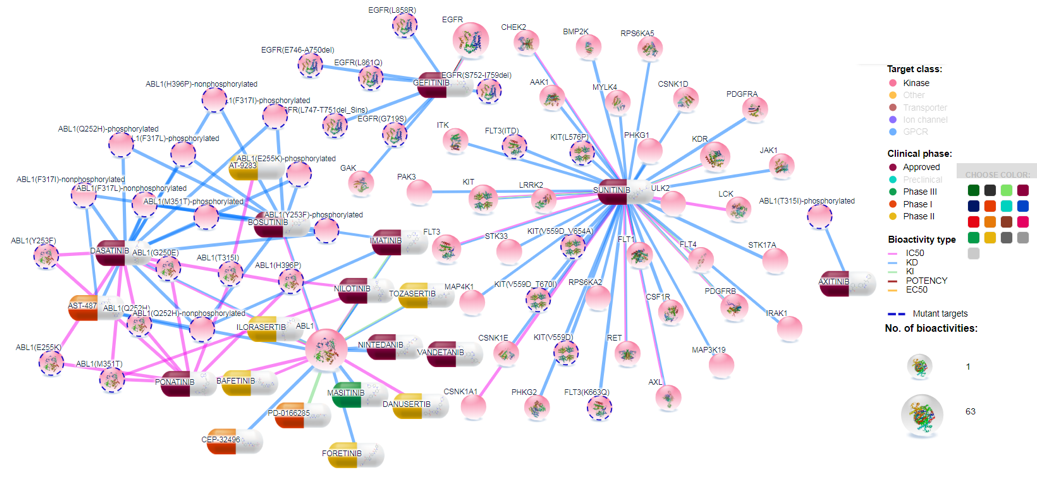 EGFR(L858R)
EGFR
CHEK2
BMP2K
RPS6KA5
EGFR(E746-A750del)
EGFR(L861Q)
EGFR(S752-I759del)
GEFITINIB
ABL1(H396P)-nonphosphorylated
1(F317I)-phosphorylated
FR(L747-T751del_Sins)
EGFR(G719S)
AAK1
MYLK4
CSNK1D
PDGFRA
ABL1(Q252H)-phosphorylated
1(F317L)-phosphorylated
ITK
FLT3(ITD)
KIT(L576P)
PHKG1
KDR
JAK1
ABL1(E255K)-phosphorylated
AT-9283
GAK
PAK3
KIT
LRRK2
SUNITINIB
ULK2
LCK
ABL1(T315I)-phosphorylated
ABL1(F317I)-nonphosphorylated
ABL1(F317L)-nonphosphorylated
ABL1(M351T)-phosphorylated
ABL1(Y253F)-phosphorylated
BOSUTINIB
IMATINIB
FLT3
STK33
KIT(V559D_V654A)
FLT1
FLT4
STK17A
ABL1(Y253F)
DASATINIB
ABL1(G250E)
ABL1(T315I)
ABL1(H396P)
NILOTINIB
TOZASERTIB
MAP4K1
KIT(V559D_T670I)
RPS6KA2
CSF1R
PDGFRB
IRAK1
AXITINIB
AST-487
ABL1(Q252H)
ABL1(Q252H)-nonphosphorylated
ILORASERTIB
ABL1
NINTEDANIB
VANDETANIB
CSNK1E
KIT(V559D)
RET
MAP3K19
ABL1(E255K)
ABL1(M351T)
PONATINIB
BAFETINIB
MASITINIB
DANUSERTIB
CSNK1A1
PHKG2
FLT3(K663Q)
AXL
PD-0166285
CEP-32496
FORETINIB
Target class:
Kinase
Other
Transporter
Ion channel
GPCR
Clinical phase:
Approved
Preclinical
Phase III
Phase I
Phase II
CHOOSE COLOR:
Bioactivity type
IC50
KD
KI
POTENCY
EC50
Mutant targets
No. of bioactivities:
1
63